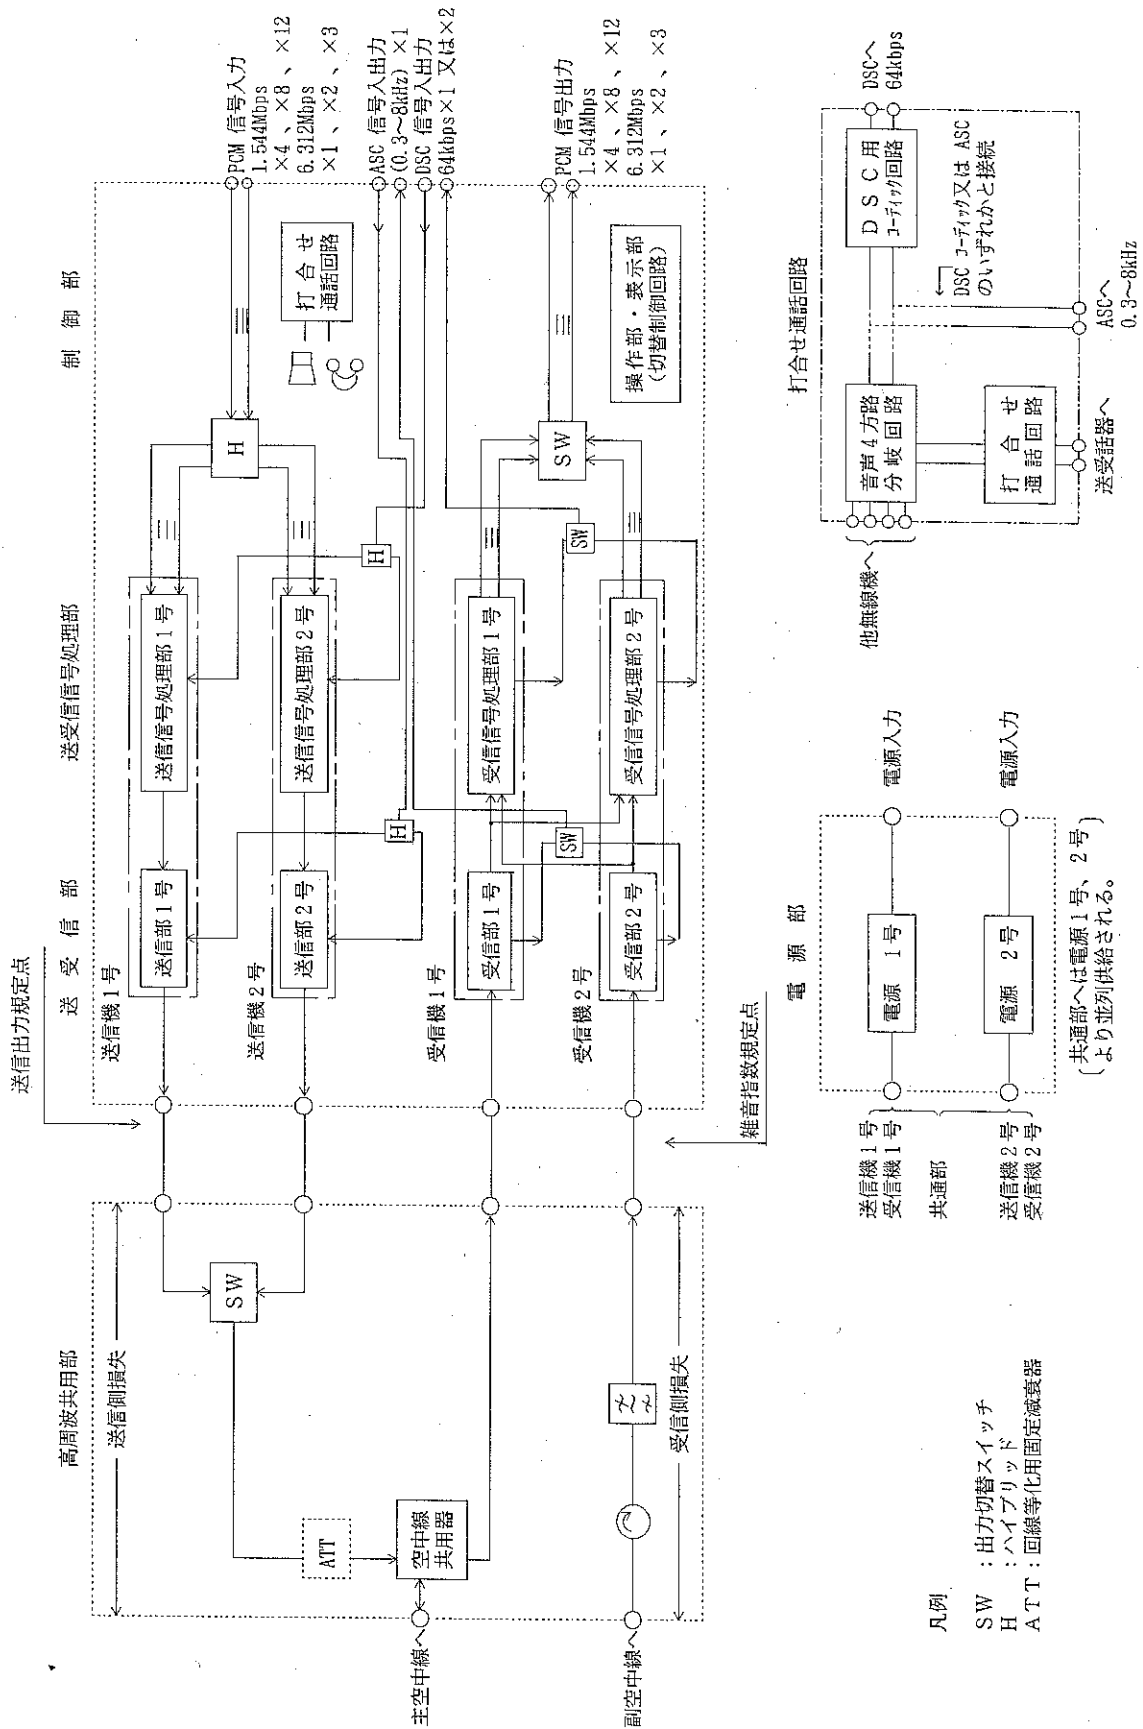 高周波共用部
送信側損失
受信側損失
主空中線へ
副空中線へ
空中線
共用器
ATT
SW
送信出力規定点
雑音指数規定点
送受信部
送受信信号処理部
制御部
送信機1号
送信部1号
送信信号処理部1号
送信機2号
送信部2号
送信信号処理部2号
受信機1号
受信部1号
受信信号処理部1号
受信機2号
受信部2号
受信信号処理部2号
H
H
H
SW
SW
SW
打合せ
通話回路
操作部・表示部
(切替制御回路)
PCM 信号入力
1.544Mbps
×4、×8、×12
6.312Mbps
×1、×2、×3
ASC 信号入出力
(0.3~8kHz) ×1
DSC 信号入出力
64kbps×1 又は×2
PCM 信号出力
1.544Mbps
×4、×8、×12
6.312Mbps
×1、×2、×3
凡例
SW :出力切替スイッチ
H :ハイブリッド
ATT:回線等化用固定減衰器
電源部
送信機1号
受信機1号
共通部
送信機2号
受信機2号
電源 1号
電源 2号
電源入力
電源入力
(共通部へは電源1号、2号
より並列供給される。)
打合せ通話回路
他無線機へ
音声4方路
分岐回路
DSC用
コーディック回路
DSCへ
64kbps
DSC コーディック又は ASC
のいずれかと接続
打合せ
通話回路
送受話器へ
ASCへ
0.3~8kHz